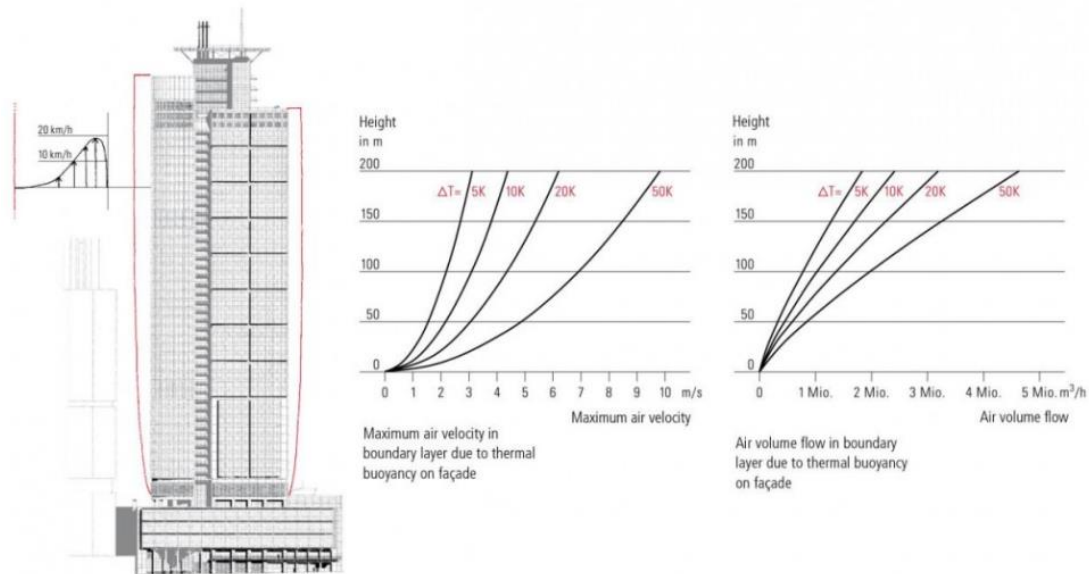 20 km/h
10 km/h
Height
in m
200
ΔT= 5K 10K 20K 50K
150
100
50
0
0 1 2 3 4 5 6 7 8 9 10 m/s
Maximum air velocity
Maximum air velocity in
boundary layer due to thermal
buoyancy on façade
Height
in m
200
ΔT= 5K 10K 20K 50K
150
100
50
0
0 1 Mio. 2 Mio. 3 Mio. 4 Mio. 5 Mio. m³/h
Air volume flow
Air volume flow in boundary
layer due to thermal buoyancy
on façade